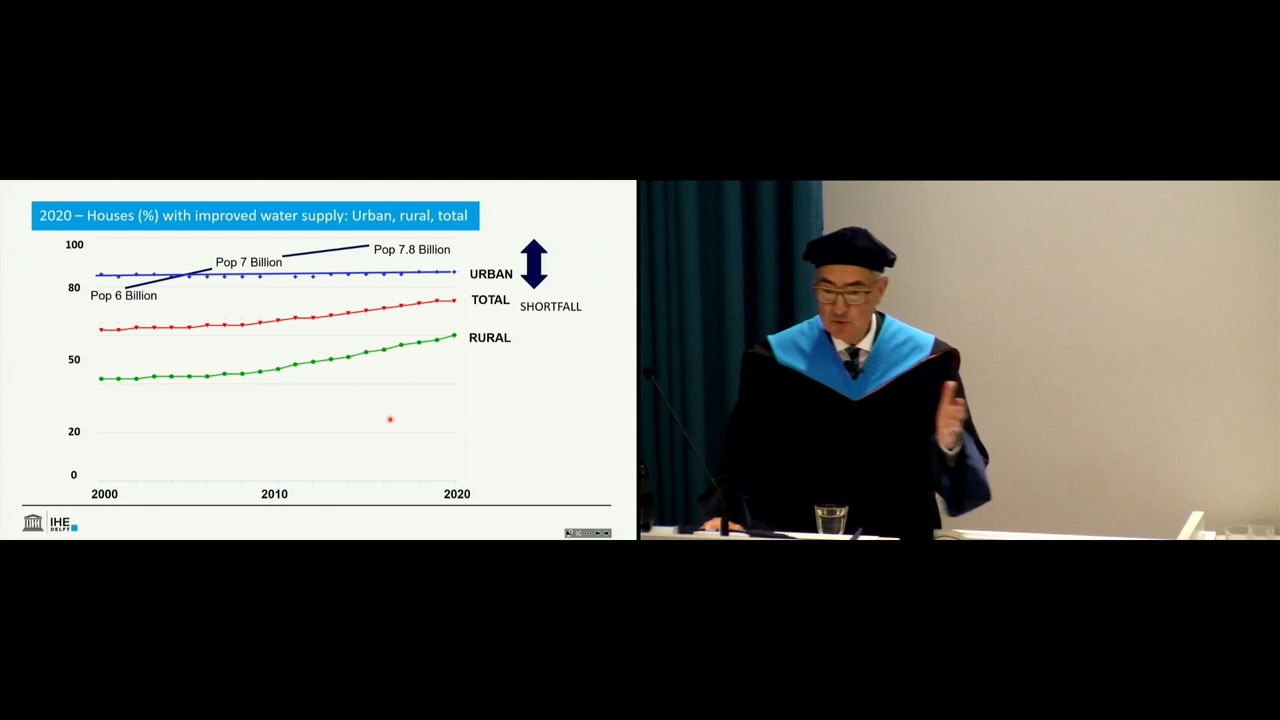 2020 – Houses (%) with improved water supply: Urban, rural, total
100
Pop 7.8 Billion
Pop 7 Billion
URBAN
80
Pop 6 Billion
TOTAL
SHORTFALL
RURAL
50
20
0
2000
2010
2020
IHE
DELFT